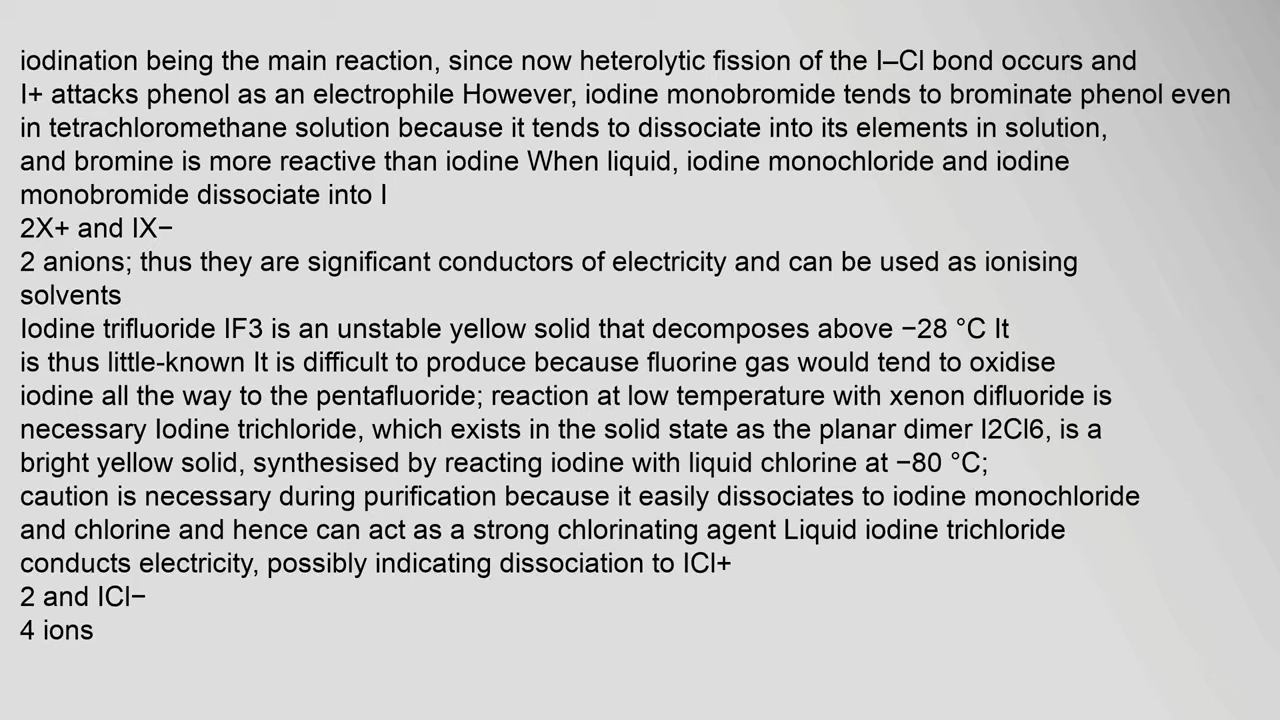 iodination being the main reaction, since now heterolytic fission of the I–Cl bond occurs and
I+ attacks phenol as an electrophile However, iodine monobromide tends to brominate phenol even
in tetrachloromethane solution because it tends to dissociate into its elements in solution,
and bromine is more reactive than iodine When liquid, iodine monochloride and iodine
monobromide dissociate into I
2X+ and IX−
2 anions; thus they are significant conductors of electricity and can be used as ionising
solvents
Iodine trifluoride IF3 is an unstable yellow solid that decomposes above −28 °C It
is thus little-known It is difficult to produce because fluorine gas would tend to oxidise
iodine all the way to the pentafluoride; reaction at low temperature with xenon difluoride is
necessary Iodine trichloride, which exists in the solid state as the planar dimer I2Cl6, is a
bright yellow solid, synthesised by reacting iodine with liquid chlorine at −80 °C;
caution is necessary during purification because it easily dissociates to iodine monochloride
and chlorine and hence can act as a strong chlorinating agent Liquid iodine trichloride
conducts electricity, possibly indicating dissociation to ICl+
2 and ICl−
4 ions